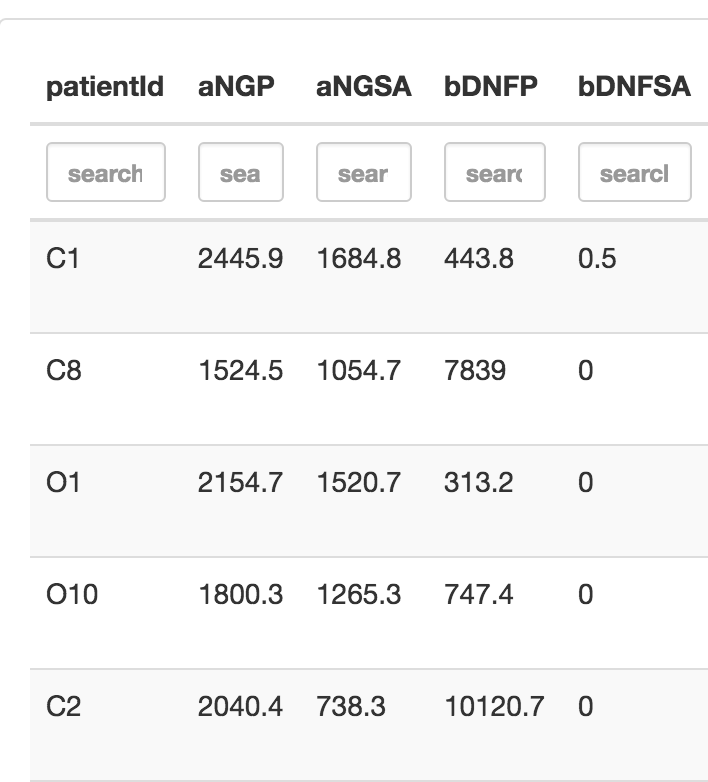 patientId aNGP aNGSA bDNFP bDNFSA
search sea sear searc searcl
C1 2445.9 1684.8 443.8 0.5
C8 1524.5 1054.7 7839 0
O1 2154.7 1520.7 313.2 0
O10 1800.3 1265.3 747.4 0
C2 2040.4 738.3 10120.7 0